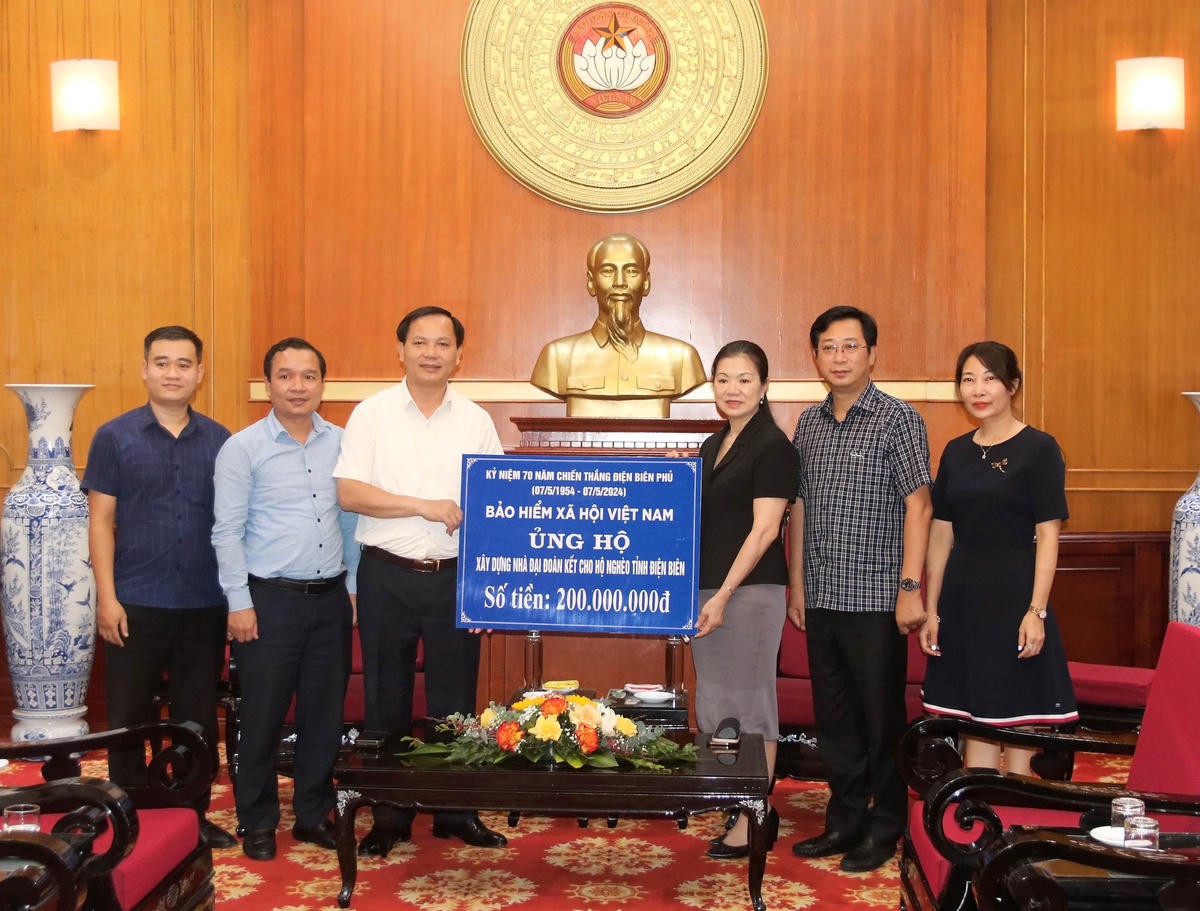 VIỆT NAM
KỶ NIỆM 70 NĂM CHIẾN THẮNG ĐIỆN BIÊN PHỦ
(07/5/1954 - 07/5/2024)
BẢO HIỂM XÃ HỘI VIỆT NAM
ỦNG HỘ
XÂY DỰNG NHÀ ĐẠI ĐOÀN KẾT CHO HỘ NGHÈO TỈNH ĐIỆN BIÊN
Số tiền: 200.000.000đ